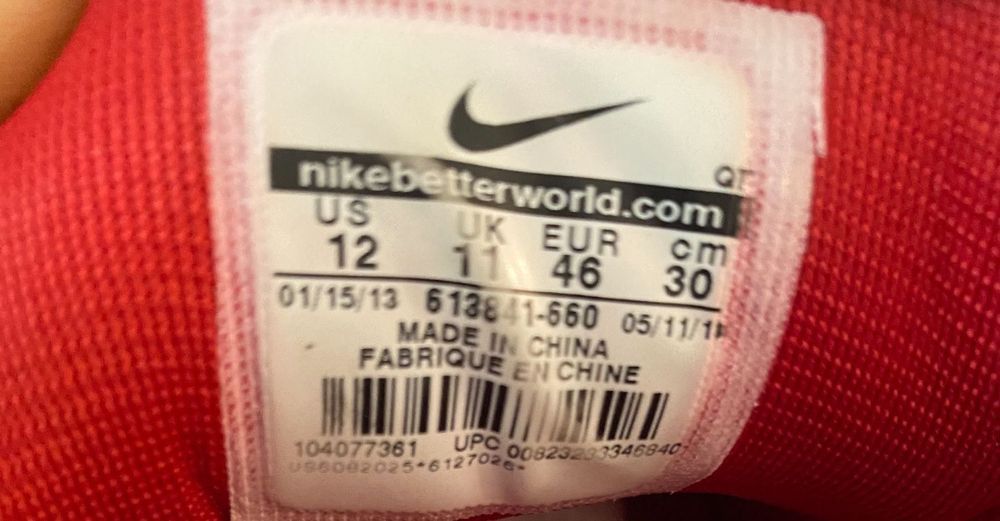 nikebetterworld.com
US UK EUR cm
12 11 46 30
01/15/13 613841-660
MADE IN CHINA
FABRIQUE EN CHINE
104077361 UPC